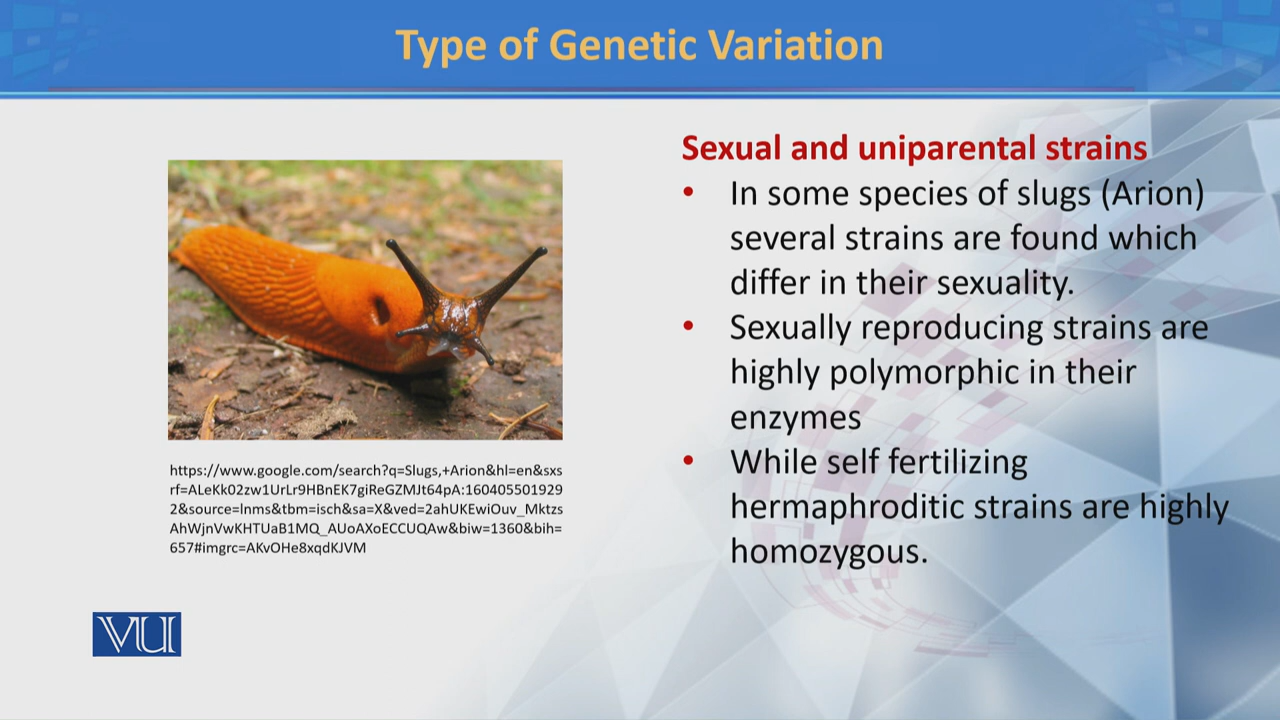 Type of Genetic Variation
Sexual and uniparental strains
• In some species of slugs (Arion)
several strains are found which
differ in their sexuality.
• Sexually reproducing strains are
highly polymorphic in their
enzymes
• While self fertilizing
hermaphroditic strains are highly
homozygous.
https://www.google.com/search?q=Slugs,+Arion&hl=en&sxs
rf=ALeKk02zw1UrLr9HBnEK7giReGZMJt64pA:160405501929
2&source=lnms&tbm=isch&sa=X&ved=2ahUKEwiOuv_Mktzs
AhWjnVwKHTUaB1MQ_AUoAXoECCUQAw&biw=1360&bih=
657#imgrc=AKvOHe8xqdKJVM
VU